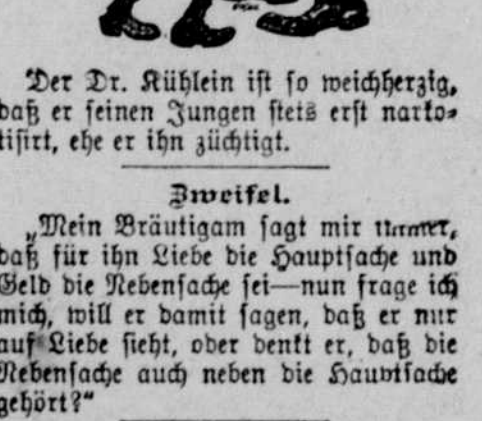 Der Dr. Kühlein ist so weichherzig,
daß er seinen Jungen stets erst narko-
tisirt, ehe er ihn züchtigt.
Zweifel.
„Mein Bräutigam sagt mir immer,
daß für ihn Liebe die Hauptsache und
Geld die Nebensache sei—nun frage ich
mich, will er damit sagen, daß er nur
auf Liebe sieht, oder denkt er, daß die
Nebensache auch neben die Hauptsache
gehört?“